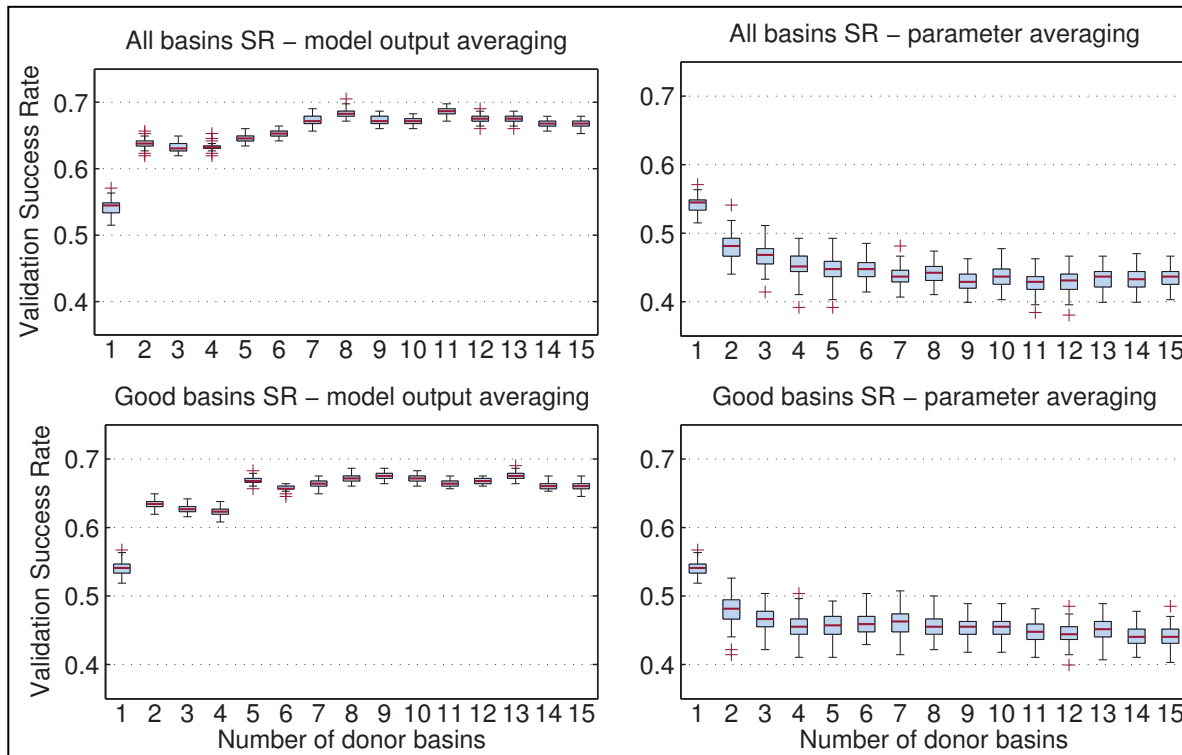 All basins SR – model output averaging
All basins SR – parameter averaging
Validation Success Rate
0.7
0.6
0.5
0.4
1 2 3 4 5 6 7 8 9 10 11 12 13 14 15
0.7
0.6
0.5
0.4
1 2 3 4 5 6 7 8 9 10 11 12 13 14 15
Good basins SR – model output averaging
Good basins SR – parameter averaging
Validation Success Rate
0.7
0.6
0.5
0.4
1 2 3 4 5 6 7 8 9 10 11 12 13 14 15
Number of donor basins
0.7
0.6
0.5
0.4
1 2 3 4 5 6 7 8 9 10 11 12 13 14 15
Number of donor basins